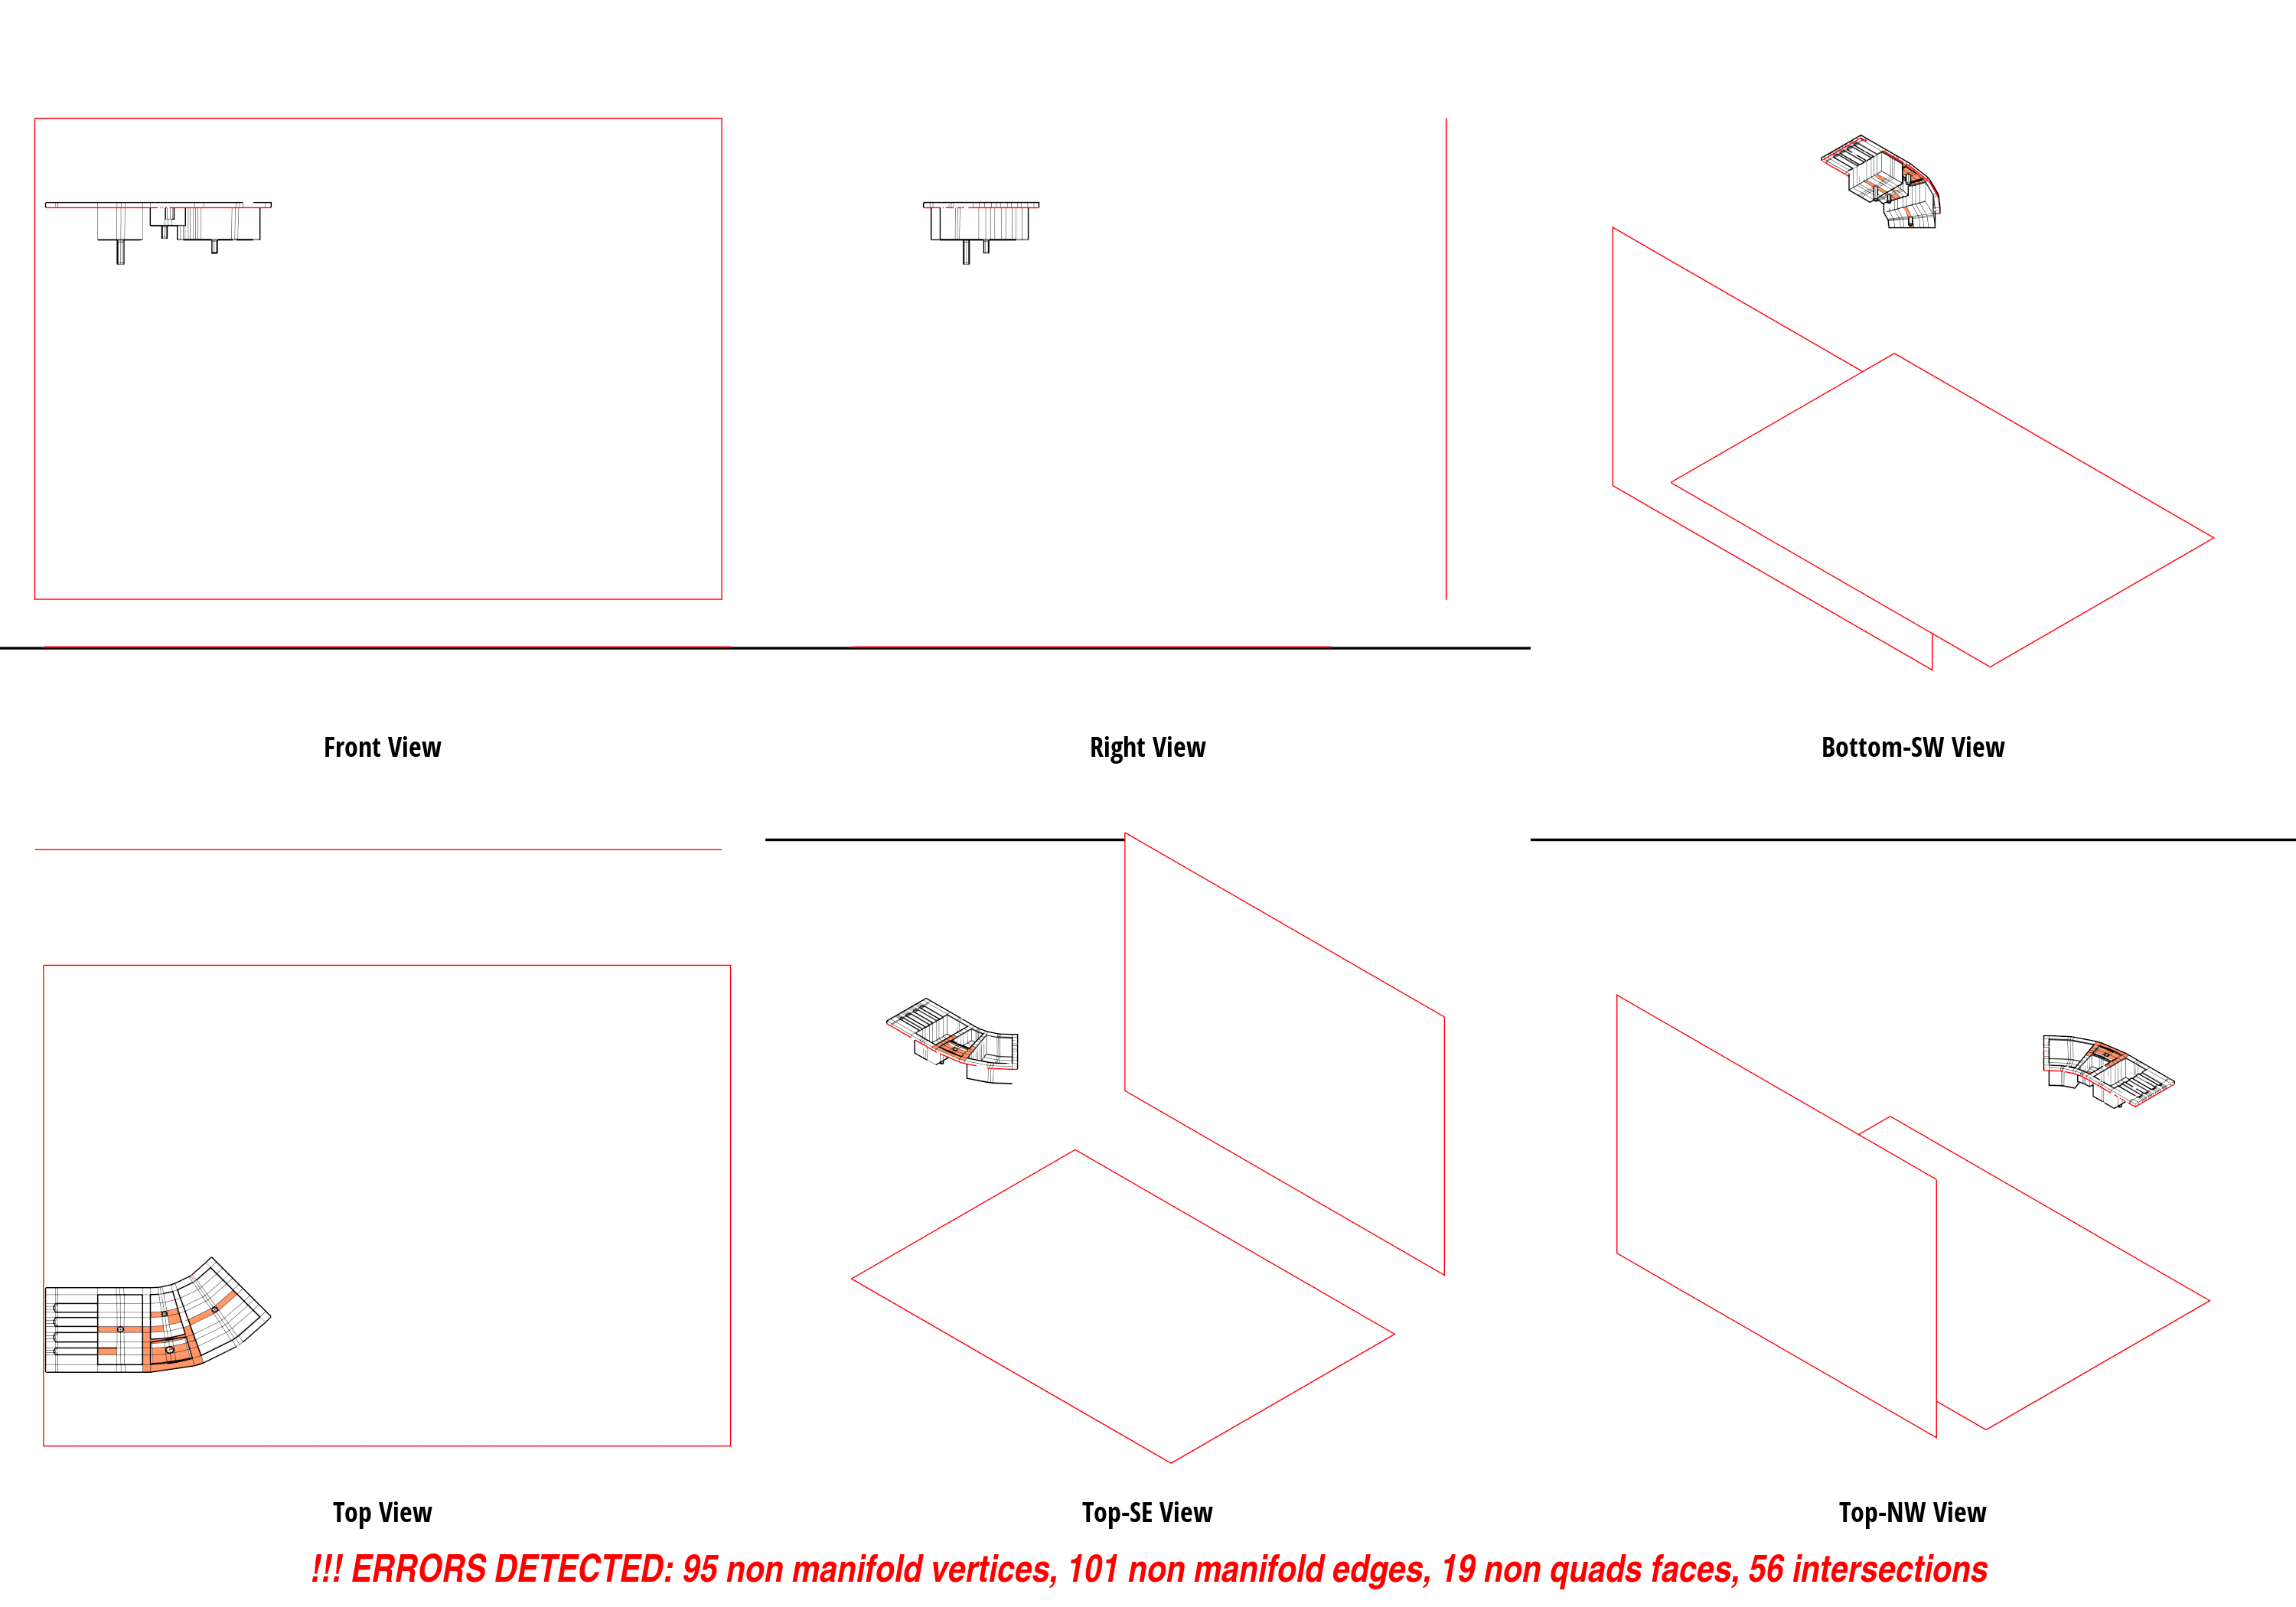 Front View
Right View
Bottom-SW View
Top View
Top-SE View
Top-NW View
!!! ERRORS DETECTED: 95 non manifold vertices, 101 non manifold edges, 19 non quads faces, 56 intersections